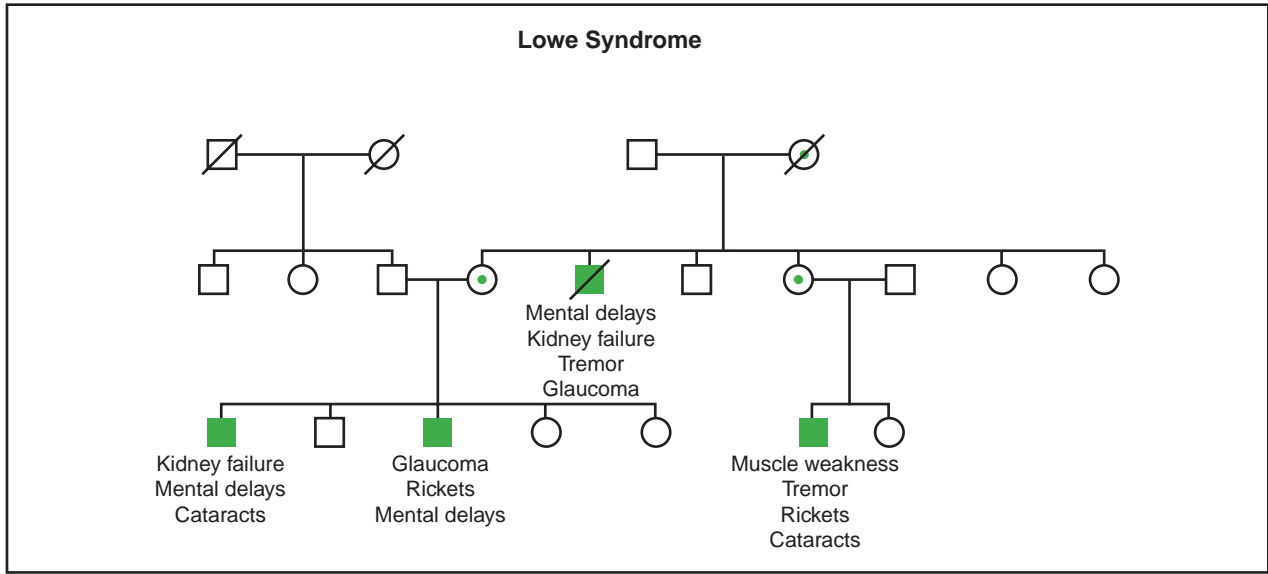 Lowe Syndrome
Mental delays
Kidney failure
Tremor
Glaucoma
Kidney failure
Mental delays
Cataracts
Glaucoma
Rickets
Mental delays
Muscle weakness
Tremor
Rickets
Cataracts